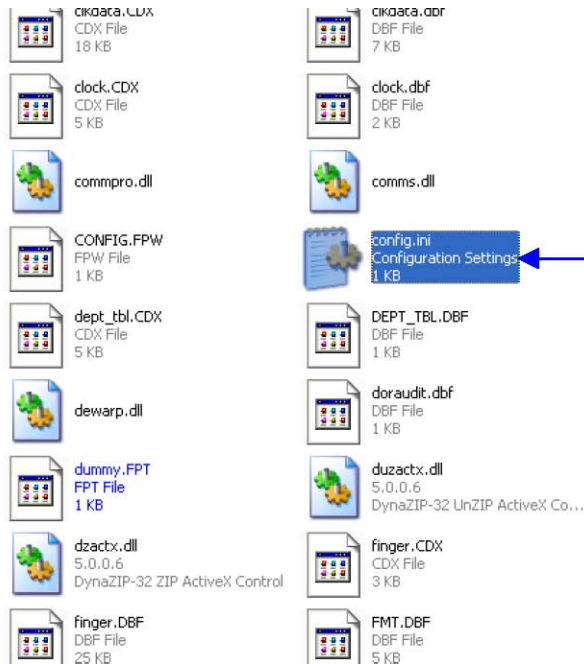 clkdata.CDX
CDX File
18 KB
clkdata.dbf
DBF File
7 KB
clock.CDX
CDX File
5 KB
clock.dbf
DBF File
2 KB
commpro.dll
comms.dll
CONFIG.FPW
FPW File
1 KB
config.ini
Configuration Settings
1 KB
dept_tbl.CDX
CDX File
5 KB
DEPT_TBL.DBF
DBF File
1 KB
dewarp.dll
doraudit.dbf
DBF File
1 KB
dummy.FPT
FPT File
1 KB
duzactx.dll
5.0.0.6
DynaZIP-32 UnZIP ActiveX Co...
dzactx.dll
5.0.0.6
DynaZIP-32 ZIP ActiveX Control
finger.CDX
CDX File
3 KB
finger.DBF
DBF File
25 KB
FMT.DBF
DBF File
5 KB